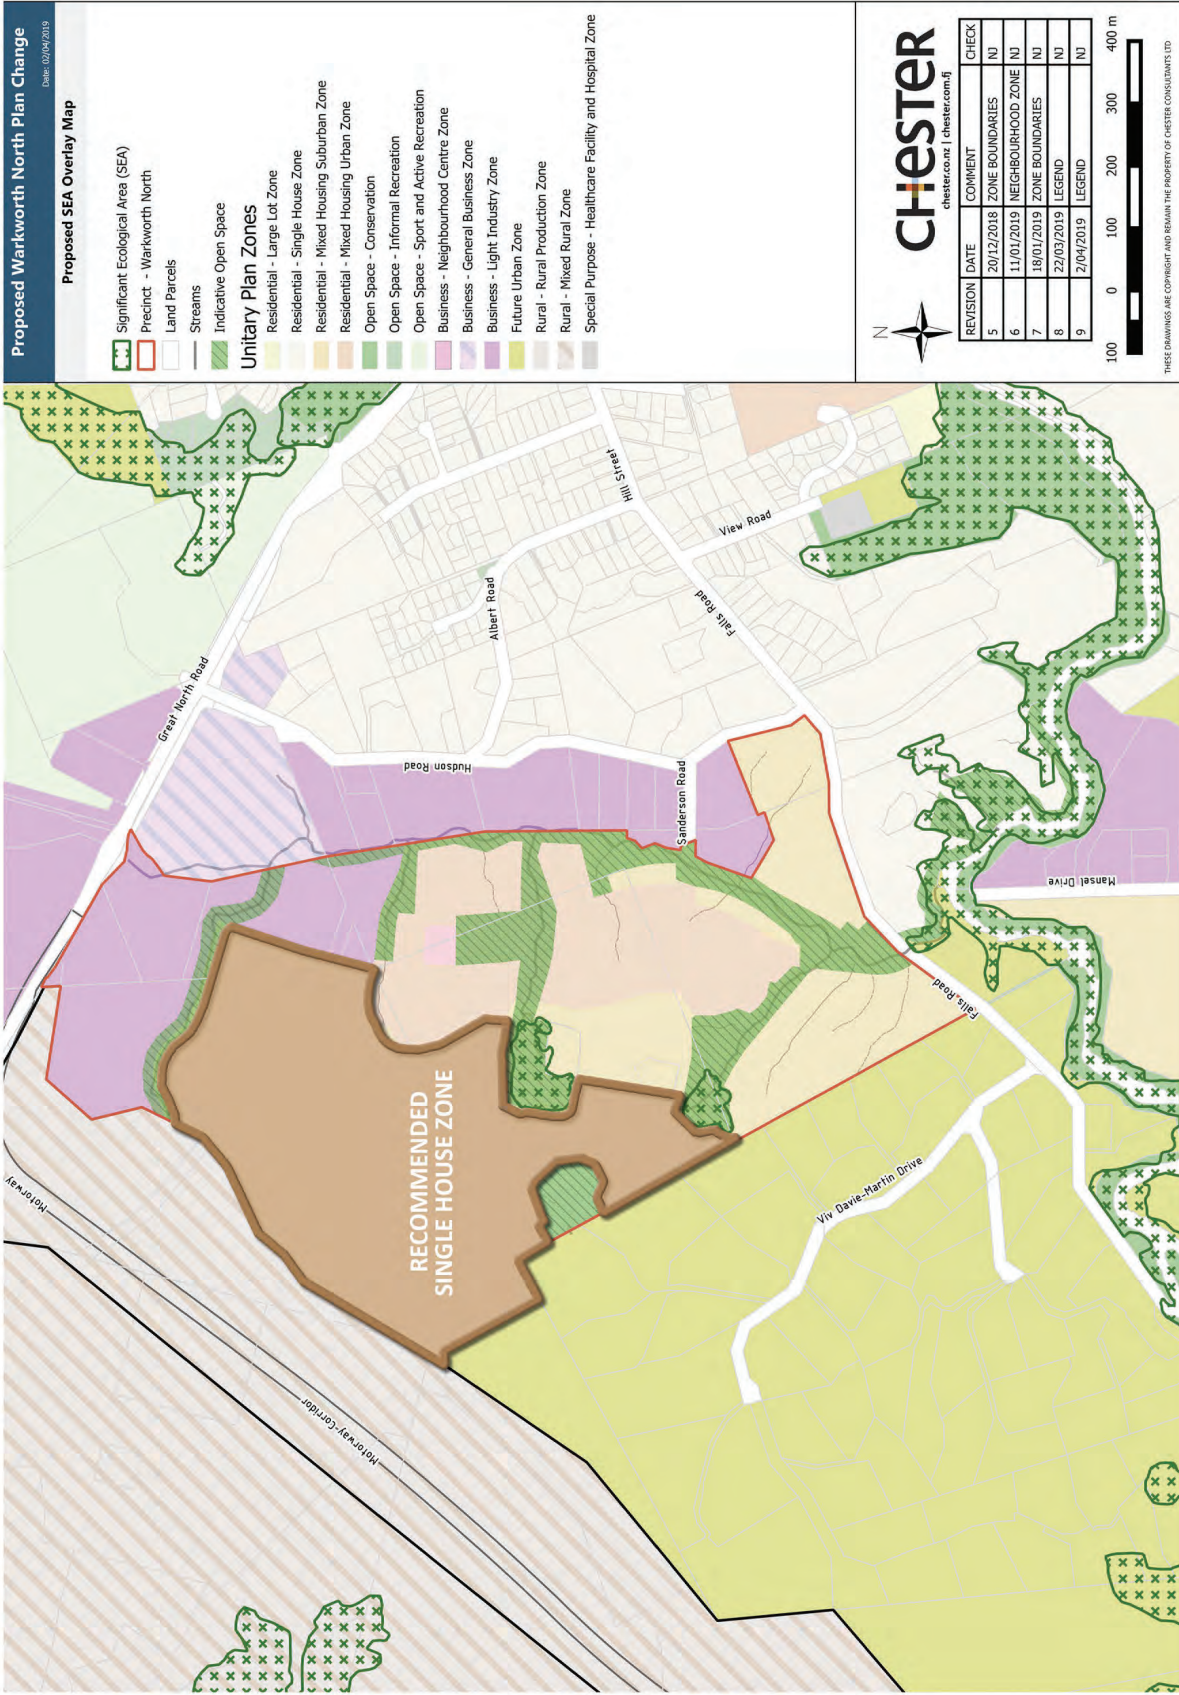 Proposed Warkworth North Plan Change
Date: 02/04/2019
Proposed SEA Overlay Map
Significant Ecological Area (SEA)
Precinct - Warkworth North
Land Parcels
Streams
Indicative Open Space
Unitary Plan Zones
Residential - Large Lot Zone
Residential - Single House Zone
Residential - Mixed Housing Suburban Zone
Residential - Mixed Housing Urban Zone
Open Space - Conservation
Open Space - Informal Recreation
Open Space - Sport and Active Recreation
Business - Neighbourhood Centre Zone
Business - General Business Zone
Business - Light Industry Zone
Future Urban Zone
Rural - Rural Production Zone
Rural - Mixed Rural Zone
Special Purpose - Healthcare Facility and Hospital Zone
N
CHESTER
chester.co.nz | chester.com.fj
REVISION DATE COMMENT CHECK
5 20/12/2018 ZONE BOUNDARIES NJ
6 11/01/2019 NEIGHBOURHOOD ZONE NJ
7 18/01/2019 ZONE BOUNDARIES NJ
8 22/03/2019 LEGEND NJ
9 2/04/2019 LEGEND NJ
100 0 100 200 300 400 m
THESE DRAWINGS ARE COPYRIGHT AND REMAIN THE PROPERTY OF CHESTER CONSULTANTS LTD
Motorway
Motorway-Corridor
RECOMMENDED
SINGLE HOUSE ZONE
Great North Road
Hudson Road
Albert Road
Hill Street
View Road
Falls Road
Sanderson Road
Falls Road
Mansel Drive
Viv Davie-Martin Drive